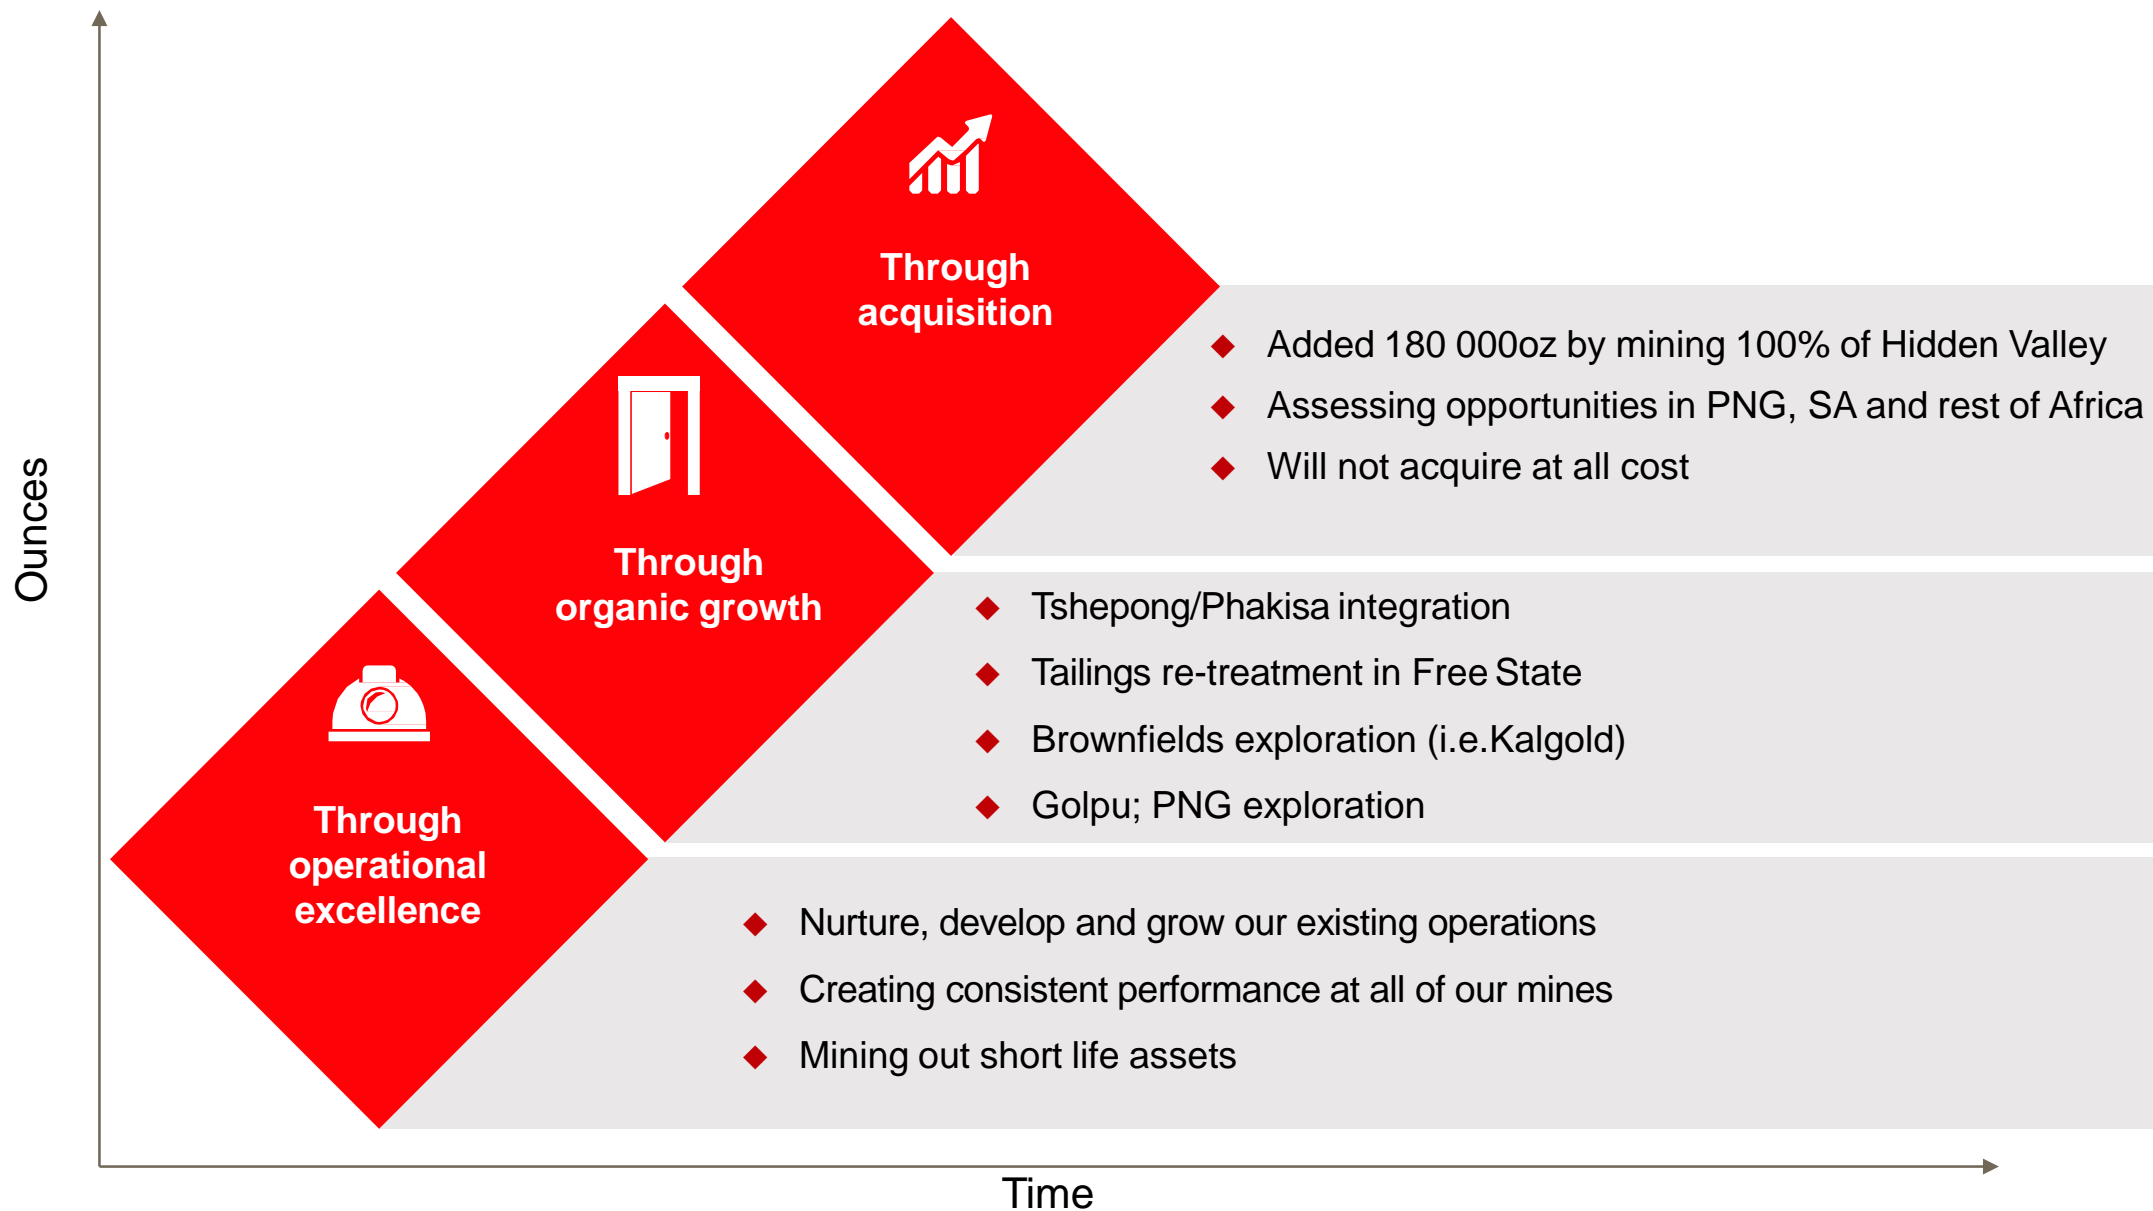 Ounces
Through
acquisition
Added 180 000oz by mining 100% of Hidden Valley
Assessing opportunities in PNG, SA and rest of Africa
Will not acquire at all cost
Through
organic growth
Tshepong/Phakisa integration
Tailings re-treatment in Free State
Brownfields exploration (i.e.Kalgold)
Golpu; PNG exploration
Through
operational
excellence
Nurture, develop and grow our existing operations
Creating consistent performance at all of our mines
Mining out short life assets
Time